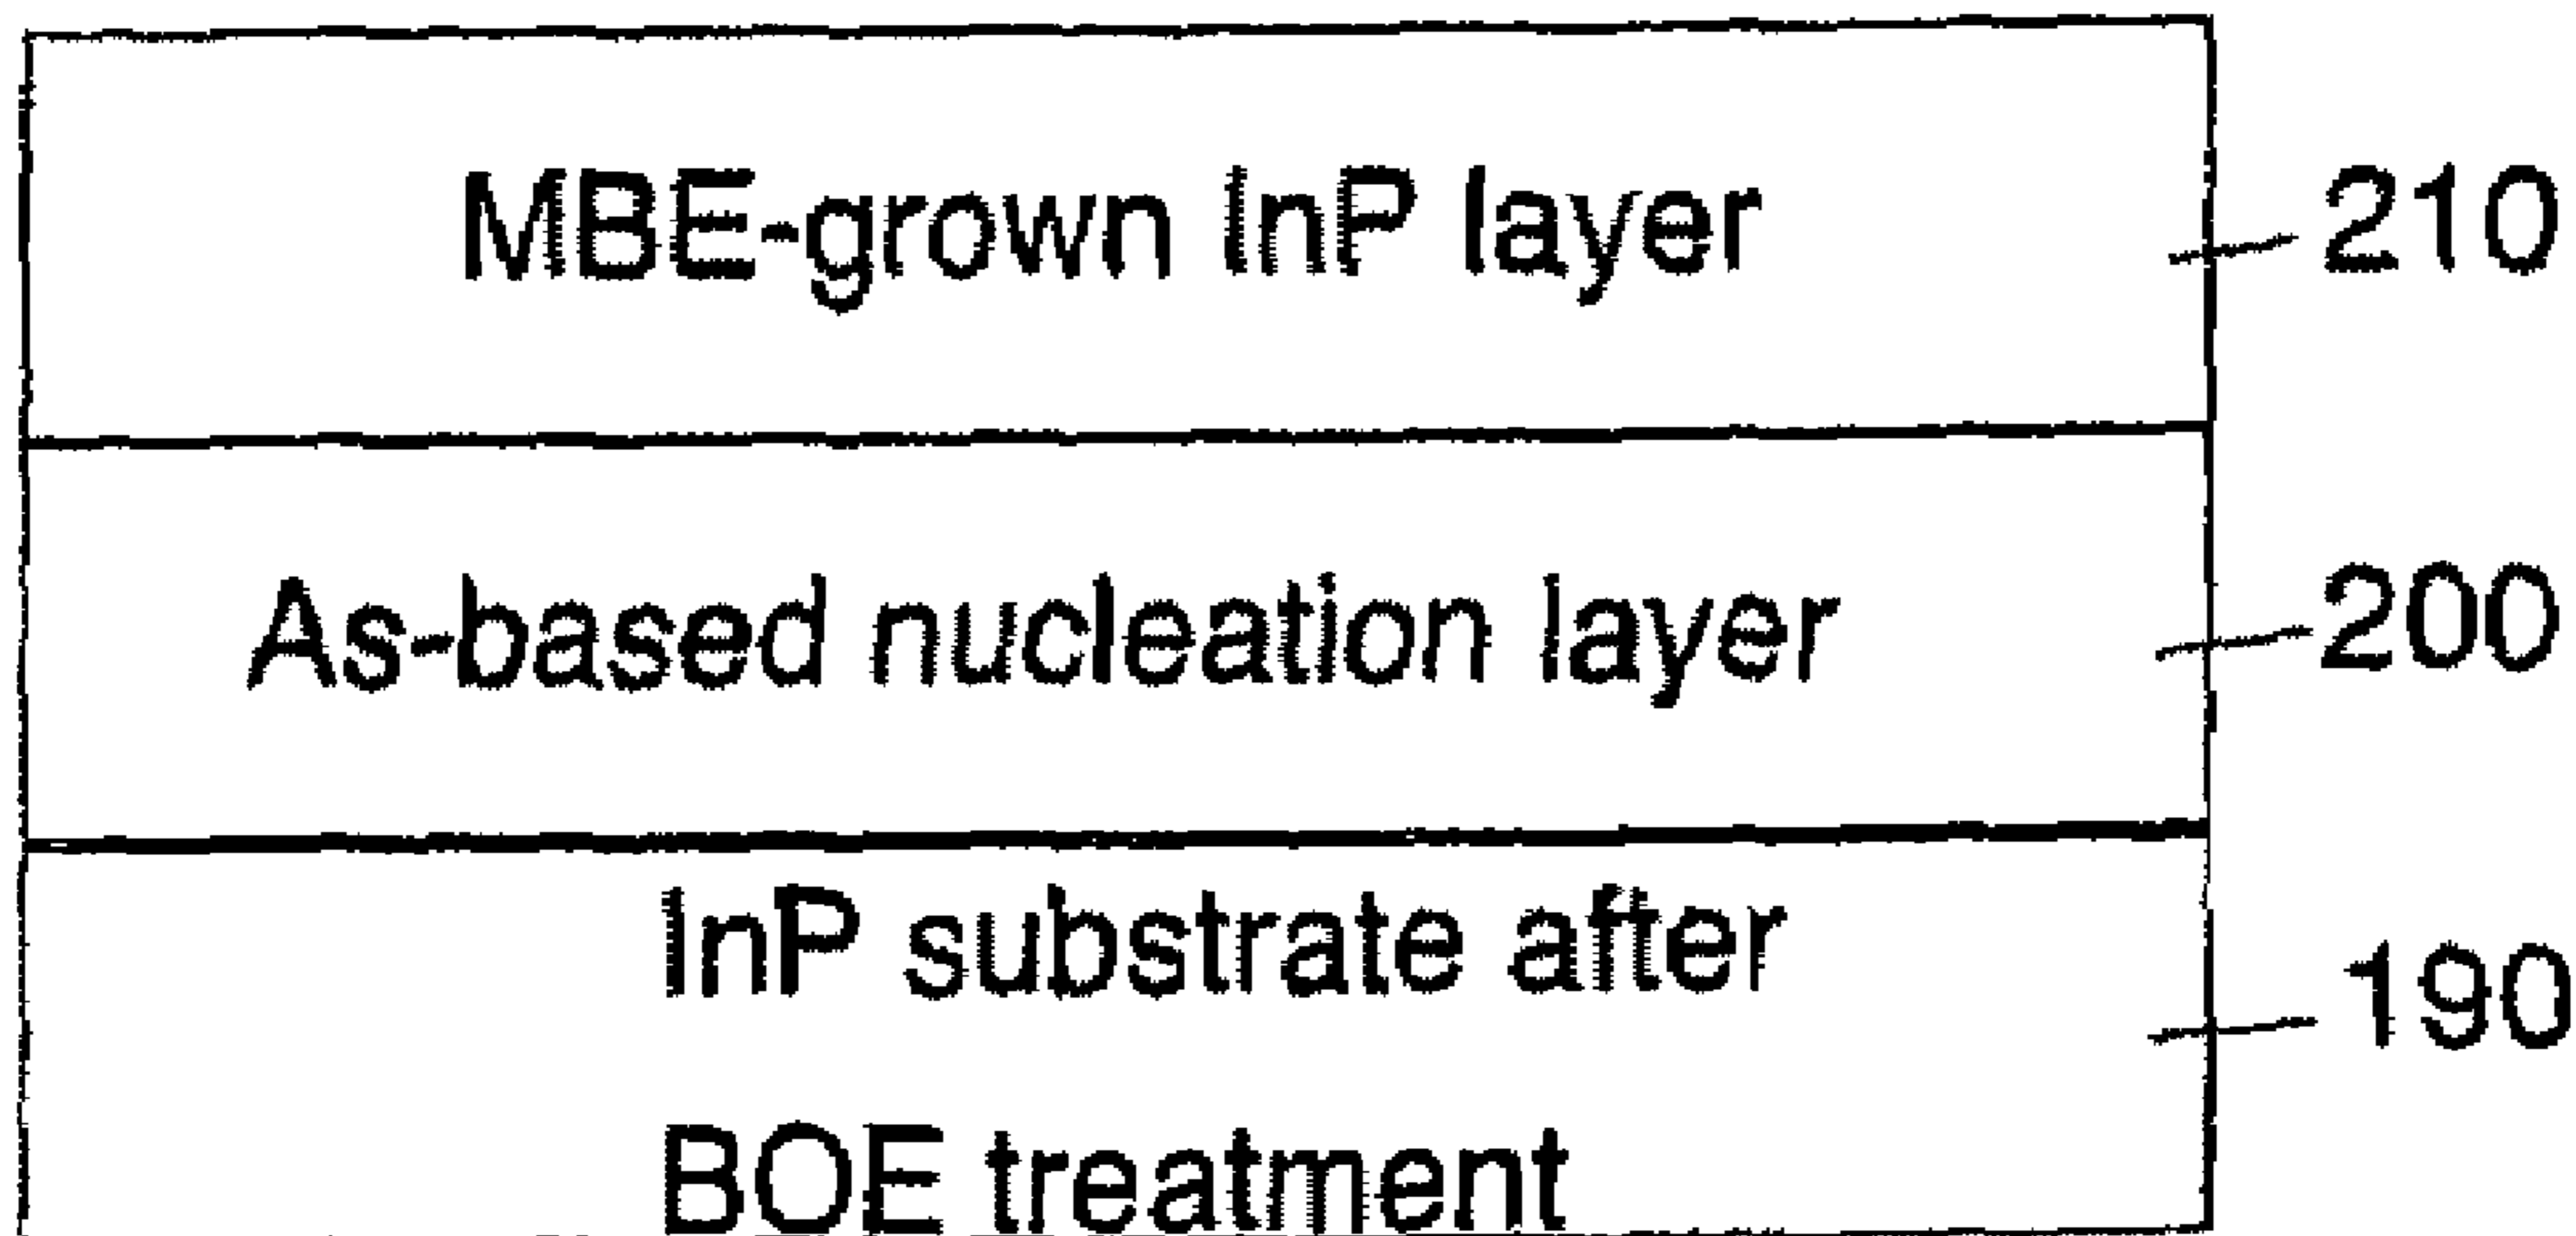 MBE-grown InP layer 210
As-based nucleation layer 200
InP substrate after
190
BOE treatment